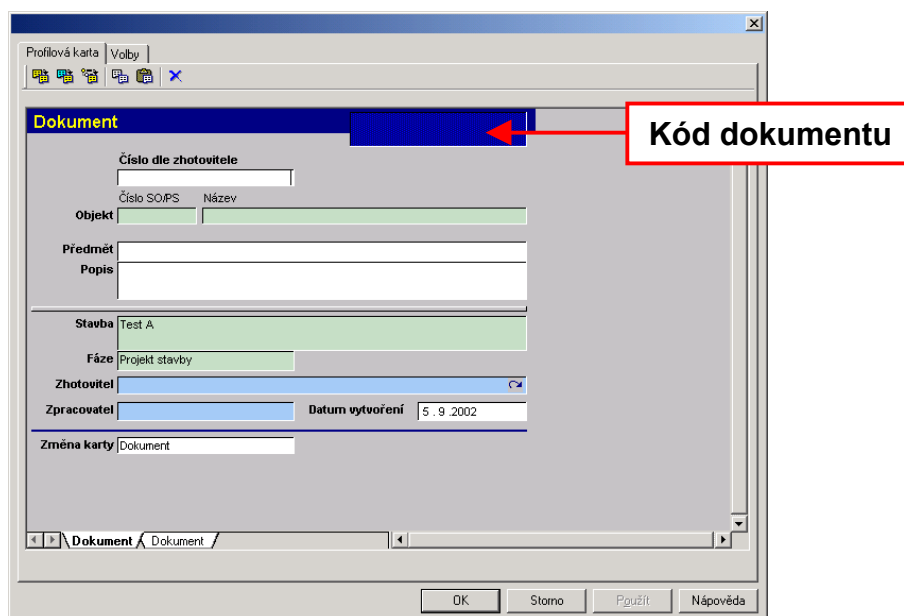 Profilová karta Volby
Dokument
Kód dokumentu
Číslo dle zhotovitele
Číslo SO/PS Název
Objekt
Předmět
Popis
Stavba Test A
Fáze Projekt stavby
Zhotovitel
Zpracovatel Datum vytvoření 5 . 9 .2002
Změna karty Dokument
Dokument Dokument
OK Storno Použít Nápověda